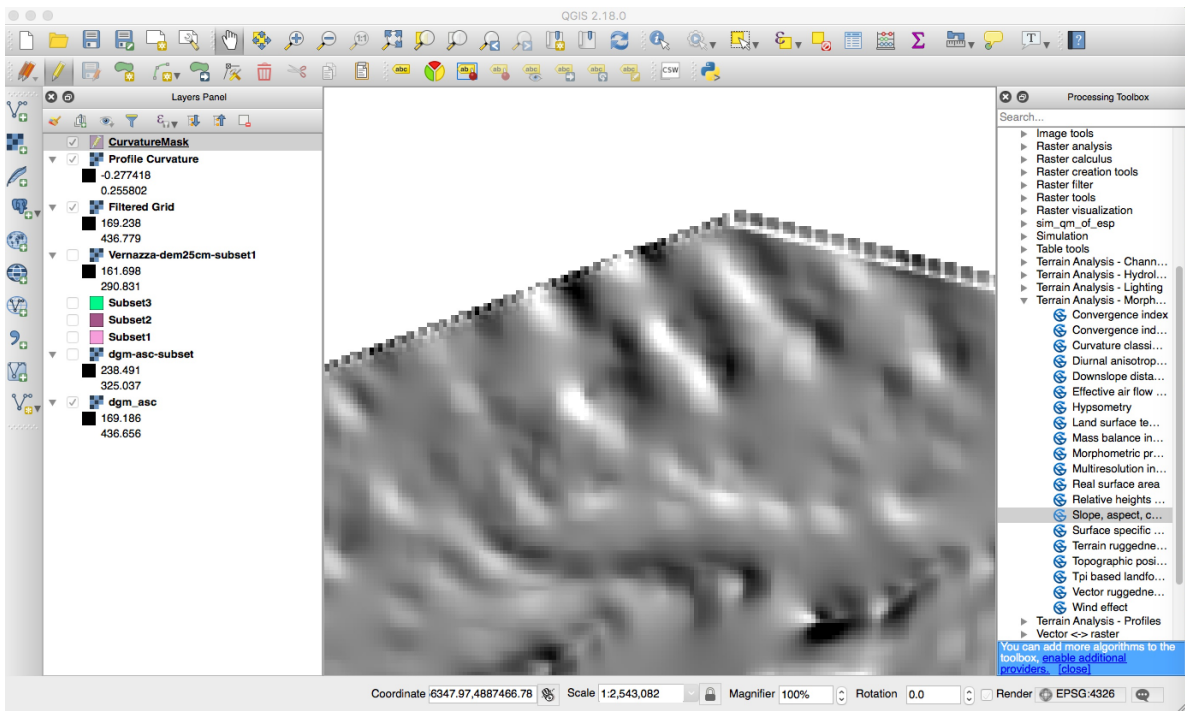 QGIS 2.18.0
Layers Panel
CurvatureMask
Profile Curvature
-0.277418
0.255802
Filtered Grid
169.238
436.779
Vernazza-dem25cm-subset1
161.698
290.831
Subset3
Subset2
Subset1
dgm-asc-subset
238.491
325.037
dgm_asc
169.186
436.656
Processing Toolbox
Search...
Image tools
Raster analysis
Raster calculus
Raster creation tools
Raster filter
Raster tools
Raster visualization
sim_qm_of_esp
Simulation
Table tools
Terrain Analysis - Chann...
Terrain Analysis - Hydrol...
Terrain Analysis - Lighting
Terrain Analysis - Morph...
Convergence index
Convergence ind...
Curvature classi...
Diurnal anisotrop...
Downslope dista...
Effective air flow ...
Hypsometry
Land surface te...
Mass balance in...
Morphometric pr...
Multiresolution in...
Real surface area
Relative heights ...
Slope, aspect, c...
Surface specific ...
Terrain ruggedne...
Topographic posi...
Tpi based landfo...
Vector ruggedne...
Wind effect
Terrain Analysis - Profiles
Vector <-> raster
You can add more algorithms to the
toolbox, enable additional
providers. [close]
Coordinate 6347.97,4887466.78 Scale 1:2,543,082 Magnifier 100% Rotation 0.0 Render EPSG:4326